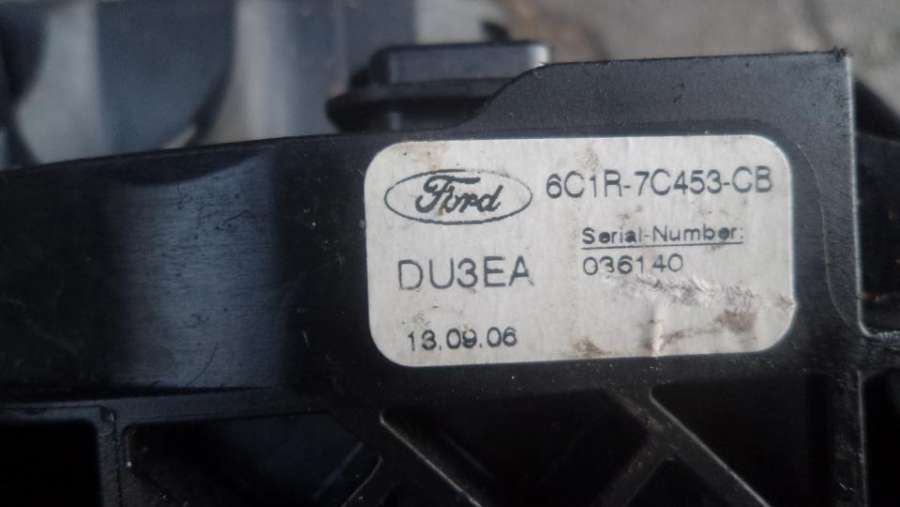 Ford 6C1R-7C453-CB
Serial-Number:
DU3EA 036140
13.09.06